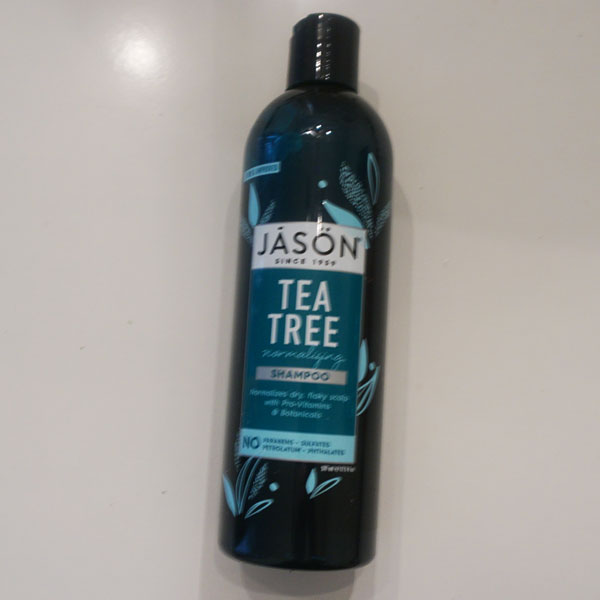 JĀSÖN
SINCE 1959
TEA
TREE
normalizing
SHAMPOO
Normalizes dry, flaky scalp
with Pro-Vitamins
& Botanicals
NO PARABENS • SULFATES
PETROLATUM • PHTHALATES